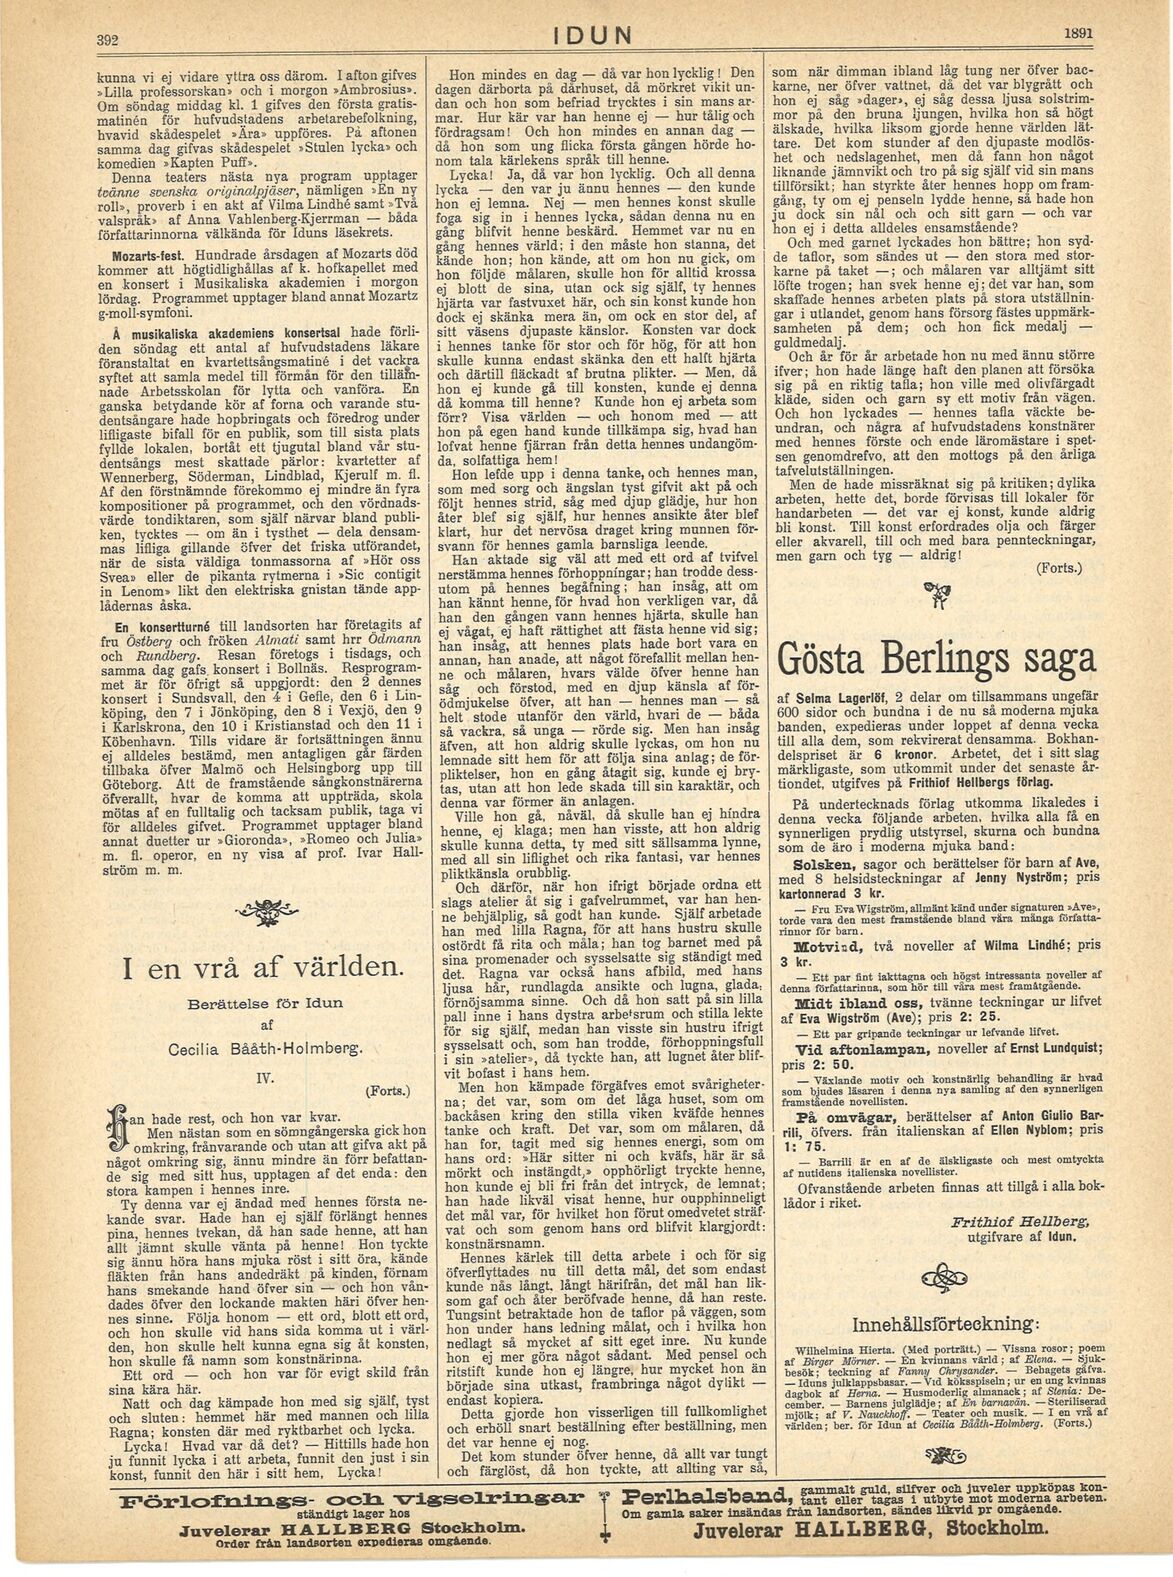 392
IDUN
1891
kunna vi ej vidare yttra oss därom. I afton gifves
»Lilla professorskan» och i morgon »Ambrosius».
Om söndag middag kl. 1 gifves den första gratis-
matinén för hufvudstadens arbetarebefolkning,
hvavid skådespelet »Ära» uppföres. På aftonen
samma dag gifvas skådespelet »Stulen lycka» och
komedien »Kapten Puff».
Denna teaters nästa nya program upptager
tvänne svenska originalpjäser, nämligen »En ny
roll», proverb i en akt af Vilma Lindhé samt »Två
valspråk» af Anna Vahlenberg-Kjerrman — båda
författarinnorna välkända för Iduns läsekrets.
Mozarts-fest. Hundrade årsdagen af Mozarts död
kommer att högtidlighållas af k. hofkapellet med
en konsert i Musikaliska akademien i morgon
lördag. Programmet upptager bland annat Mozartz
g-moll-symfoni.
Å musikaliska akademiens konsertsal hade förli-
den söndag ett antal af hufvudstadens läkare
föranstaltat en kvartettsångsmatiné i det vackra
syftet att samla medel till förmån för den tilläm-
nade Arbetsskolan för lytta och vanföra. En
ganska betydande kör af forna och varande stu-
dentsångare hade hopbringats och föredrog under
lifligaste bifall för en publik, som till sista plats
fyllde lokalen, bortåt ett tjugutal bland vår stu-
dentsångs mest skattade pärlor: kvartetter af
Wennerberg, Söderman, Lindblad, Kjerulf m. fl.
Af den förstnämnde förekommo ej mindre än fyra
kompositioner på programmet, och den vördnads-
värde tondiktaren, som själf närvar bland publi-
ken, tycktes — om än i tysthet — dela densam-
mas lifliga gillande öfver det friska utförandet,
när de sista väldiga tonmassorna af »Hör oss
Svea» eller de pikanta rytmerna i »Sic contigit
in Lenom» likt den elektriska gnistan tände app-
lådernas åska.
En konsertturné till landsorten har företagits af
fru Östberg och fröken Almati samt hrr Ödmann
och Rundberg. Resan företogs i tisdags, och
samma dag gafs konsert i Bollnäs. Resprogram-
met är för öfrigt så uppgjordt: den 2 dennes
konsert i Sundsvall, den 4 i Gefle, den 6 i Lin-
köping, den 7 i Jönköping, den 8 i Vexjö, den 9
i Karlskrona, den 10 i Kristianstad och den 11 i
Köbenhavn. Tills vidare är fortsättningen ännu
ej alldeles bestämd, men antagligen går färden
tillbaka öfver Malmö och Helsingborg upp till
Göteborg. Att de framstående sångkonstnärerna
öfverallt, hvar de komma att uppträda, skola
mötas af en fulltalig och tacksam publik, taga vi
för alldeles gifvet. Programmet upptager bland
annat duetter ur »Gioronda», »Romeo och Julia»
m. fl. operor, en ny visa af prof. Ivar Hall-
ström m. m.
I en vrå af världen.
Berättelse för Idun
af
Cecilia Bååth-Holmberg.
IV.
(Forts.)
Han hade rest, och hon var kvar.
Men nästan som en sömngångerska gick hon
omkring, frånvarande och utan att gifva akt på
något omkring sig, ännu mindre än förr befattan-
de sig med sitt hus, upptagen af det enda: den
stora kampen i hennes inre.
Ty denna var ej ändad med hennes första ne-
kande svar. Hade han ej själf förlängt hennes
pina, hennes tvekan, då han sade henne, att han
allt jämnt skulle vänta på henne! Hon tyckte
sig ännu höra hans mjuka röst i sitt öra, kände
fläkten från hans andedräkt på kinden, förnam
hans smekande hand öfver sin — och hon vån-
dades öfver den lockande makten häri öfver hen-
nes sinne. Följa honom — ett ord, blott ett ord,
och hon skulle vid hans sida komma ut i värl-
den, hon skulle helt kunna egna sig åt konsten,
hon skulle få namn som konstnärinna.
Ett ord — och hon var för evigt skild från
sina kära här.
Natt och dag kämpade hon med sig själf, tyst
och sluten: hemmet här med mannen och lilla
Ragna; konsten där med ryktbarhet och lycka.
Lycka! Hvad var då det? — Hittills hade hon
ju funnit lycka i att arbeta, funnit den just i sin
konst, funnit den här i sitt hem, Lycka!
Hon mindes en dag — då var hon lycklig! Den
dagen därborta på dårhuset, då mörkret vikit un-
dan och hon som befriad trycktes i sin mans ar-
mar. Hur kär var han henne ej — hur tålig och
fördragsam! Och hon mindes en annan dag —
då hon som ung flicka första gången hörde ho-
nom tala kärlekens språk till henne.
Lycka! Ja, då var hon lycklig. Och all denna
lycka — den var ju ännu hennes — den kunde
hon ej lemna. Nej — men hennes konst skulle
foga sig in i hennes lycka, sådan denna nu en
gång blifvit henne beskärd. Hemmet var nu en
gång hennes värld; i den måste hon stanna, det
kände hon; hon kände, att om hon nu gick, om
hon följde målaren, skulle hon för alltid krossa
ej blott de sina, utan ock sig själf, ty hennes
hjärta var fastvuxet här, och sin konst kunde hon
dock ej skänka mera än, om ock en stor del, af
sitt väsens djupaste känslor. Konsten var dock
i hennes tanke för stor och för hög, för att hon
skulle kunna endast skänka den ett halft hjärta
och därtill fläckadt af brutna plikter. — Men, då
hon ej kunde gå till konsten, kunde ej denna
då komma till henne? Kunde hon ej arbeta som
förr? Visa världen — och honom med — att
hon på egen hand kunde tillkämpa sig, hvad han
lofvat henne fjärran från detta hennes undangöm-
da, solfattiga hem!
Hon lefde upp i denna tanke, och hennes man,
som med sorg och ängslan tyst gifvit akt på och
följt hennes strid, såg med djup glädje, hur hon
åter blef sig själf, hur hennes ansikte åter blef
klart, hur det nervösa draget kring munnen för-
svann för hennes gamla barnsliga leende.
Han aktade sig väl att med ett ord af tvifvel
nerstämma hennes förhoppningar; han trodde dess-
utom på hennes begåfning; han insåg, att om
han kännt henne, för hvad hon verkligen var, då
han den gången vann hennes hjärta, skulle han
ej vågat, ej haft rättighet att fästa henne vid sig;
han insåg, att hennes plats hade bort vara en
annan, han anade, att något förefallit mellan hen-
ne och målaren, hvars välde öfver henne han
såg och förstod, med en djup känsla af för-
ödmjukelse öfver, att han — hennes man — så
helt stode utanför den värld, hvari de — båda
så vackra, så unga — rörde sig. Men han insåg
äfven, att hon aldrig skulle lyckas, om hon nu
lemnade sitt hem för att följa sina anlag; de för-
pliktelser, hon en gång åtagit sig, kunde ej bry-
tas, utan att hon lede skada till sin karaktär, och
denna var förmer än anlagen.
Ville hon gå, nåväl, då skulle han ej hindra
henne, ej klaga; men han visste, att hon aldrig
skulle kunna detta, ty med sitt sällsamma lynne,
med all sin liflighet och rika fantasi, var hennes
pliktkänsla orubblig.
Och därför, när hon ifrigt började ordna ett
slags atelier åt sig i gafvelrummet, var han hen-
ne behjälplig, så godt han kunde. Själf arbetade
han med lilla Ragna, för att hans hustru skulle
ostördt få rita och måla; han tog barnet med på
sina promenader och sysselsatte sig ständigt med
det. Ragna var också hans afbild, med hans
ljusa hår, rundlagda ansikte och lugna, glada,
förnöjsamma sinne. Och då hon satt på sin lilla
pall inne i hans dystra arbetsrum och stilla lekte
för sig själf, medan han visste sin hustru ifrigt
sysselsatt och, som han trodde, förhoppningsfull
i sin »atelier», då tyckte han, att lugnet åter blif-
vit bofast i hans hem.
Men hon kämpade förgäfves emot svårigheter-
na; det var, som om det låga huset, som om
backåsen kring den stilla viken kväfde hennes
tanke och kraft. Det var, som om målaren, då
han for, tagit med sig hennes energi, som om
hans ord: »Här sitter ni och kväfs, här är så
mörkt och instängdt,» opphörligt tryckte henne,
hon kunde ej bli fri från det intryck, de lemnat;
han hade likväl visat henne, hur oupphinneligt
det mål var, för hvilket hon förut omedvetet sträf-
vat och som genom hans ord blifvit klargjordt:
konstnärsnamn.
Hennes kärlek till detta arbete i och för sig
öfverflyttades nu till detta mål, det som endast
kunde nås långt, långt härifrån, det mål han lik-
som gaf och åter beröfvade henne, då han reste.
Tungsint betraktade hon de taflor på väggen, som
hon under hans ledning målat, och i hvilka hon
nedlagt så mycket af sitt eget inre. Nu kunde
hon ej mer göra något sådant. Med pensel och
ritstift kunde hon ej längre, hur mycket hon än
började sina utkast, frambringa något dylikt —
endast kopiera.
Detta gjorde hon visserligen till fullkomlighet
och erhöll snart beställning efter beställning, men
det var henne ej nog.
Det kom stunder öfver henne, då allt var tungt
och färglöst, då hon tyckte, att allting var så,
som när dimman ibland låg tung ner öfver bac-
karne, ner öfver vattnet, då det var blygrått och
hon ej såg »dager», ej såg dessa ljusa solstrim-
mor på den bruna ljungen, hvilka hon så högt
älskade, hvilka liksom gjorde henne världen lät-
tare. Det kom stunder af den djupaste modlös-
het och nedslagenhet, men då fann hon något
liknande jämnvikt och tro på sig själf vid sin mans
tillförsikt; han styrkte åter hennes hopp om fram-
gång, ty om ej penseln lydde henne, så hade hon
ju dock sin nål och och sitt garn — och var
hon ej i detta alldeles ensamstående?
Och med garnet lyckades hon bättre; hon syd-
de taflor, som sändes ut — den stora med stor-
karne på taket —; och målaren var alltjämt sitt
löfte trogen; han svek henne ej; det var han, som
skaffade hennes arbeten plats på stora utställnin-
gar i utlandet, genom hans försorg fästes uppmärk-
samheten på dem; och hon fick medalj —
guldmedalj.
Och år för år arbetade hon nu med ännu större
ifver; hon hade länge haft den planen att försöka
sig på en riktig tafla; hon ville med olivfärgadt
kläde, siden och garn sy ett motiv från vägen.
Och hon lyckades — hennes tafla väckte be-
undran, och några af hufvudstadens konstnärer
med hennes förste och ende läromästare i spet-
sen genomdrefvo, att den mottogs på den årliga
tafvelutställningen.
Men de hade missräknat sig på kritiken; dylika
arbeten, hette det, borde förvisas till lokaler för
handarbeten — det var ej konst, kunde aldrig
bli konst. Till konst erfordrades olja och färger
eller akvarell, till och med bara pennteckningar,
men garn och tyg — aldrig!
(Forts.)
Gösta Berlings saga
af Selma Lagerlöf, 2 delar om tillsammans ungefär
600 sidor och bundna i de nu så moderna mjuka
banden, expedieras under loppet af denna vecka
till alla dem, som rekvirerat densamma. Bokhan-
delspriset är 6 kronor. Arbetet, det i sitt slag
märkligaste, som utkommit under det senaste år-
tiondet, utgifves på Frithiof Hellbergs förlag.
På undertecknads förlag utkomma likaledes i
denna vecka följande arbeten, hvilka alla få en
synnerligen prydlig utstyrsel, skurna och bundna
som de äro i moderna mjuka band:
Solsken, sagor och berättelser för barn af Ave,
med 8 helsidsteckningar af Jenny Nyström; pris
kartonnerad 3 kr.
— Fru Eva Wigström, allmänt känd under signaturen »Ave»,
torde vara den mest framstående bland våra många författa-
rinnor för barn.
Motvind, två noveller af Wilma Lindhé; pris
3 kr.
— Ett par fint iakttagna och högst intressanta noveller af
denna författarinna, som hör till våra mest framåtgående.
Midt ibland oss, tvänne teckningar ur lifvet
af Eva Wigström (Ave); pris 2: 25.
— Ett par gripande teckningar ur lefvande lifvet.
Vid aftonlampan, noveller af Ernst Lundquist;
pris 2: 50.
— Växlande motiv och konstnärlig behandling är hvad
som bjudes läsaren i denna nya samling af den synnerligen
framstående novellisten.
På omvägar, berättelser af Anton Giulio Bar-
rili, öfvers. från italienskan af Ellen Nyblom; pris
1: 75.
— Barrili är en af de älskligaste och mest omtyckta
af nutidens italienska novellister.
Ofvanstående arbeten finnas att tillgå i alla bok-
lådor i riket.
Frithiof Hellberg,
utgifvare af Idun.
Innehållsförteckning:
Wilhelmina Hierta. (Med porträtt.) — Vissna rosor; poem
af Birger Mörner. — En kvinnans värld; af Elena. — Sjuk-
besök; teckning af Fanny Chrysander. — Bebagets gåfva.
— Iduns julklappsbasar. — Vid köksspiseln; ur en ung kvinnas
dagbok af Herna. — Husmoderlig almanack; af Slenia: De-
cember. — Barnens julglädje; af En barnavän. — Steriliserad
mjölk; af V. Nauckhoff. — Teater och musik. — I en vrå af
världen; ber. för Idun af Cecilia Bååth-Holmberg. (Forts.)
Förlofnings- och vigselringar
ständigt lager hos
Juvelerar HALLBERG Stockholm.
Order från landsorten expedieras omgående.
Perlhalsband, gammalt guld, silfver och juveler uppköpas kon-
tant eller tagas i utbyte mot moderna arbeten.
Om gamla saker insändas från landsorten, sändes likvid pr omgående.
Juvelerar HALLBERG, Stockholm.